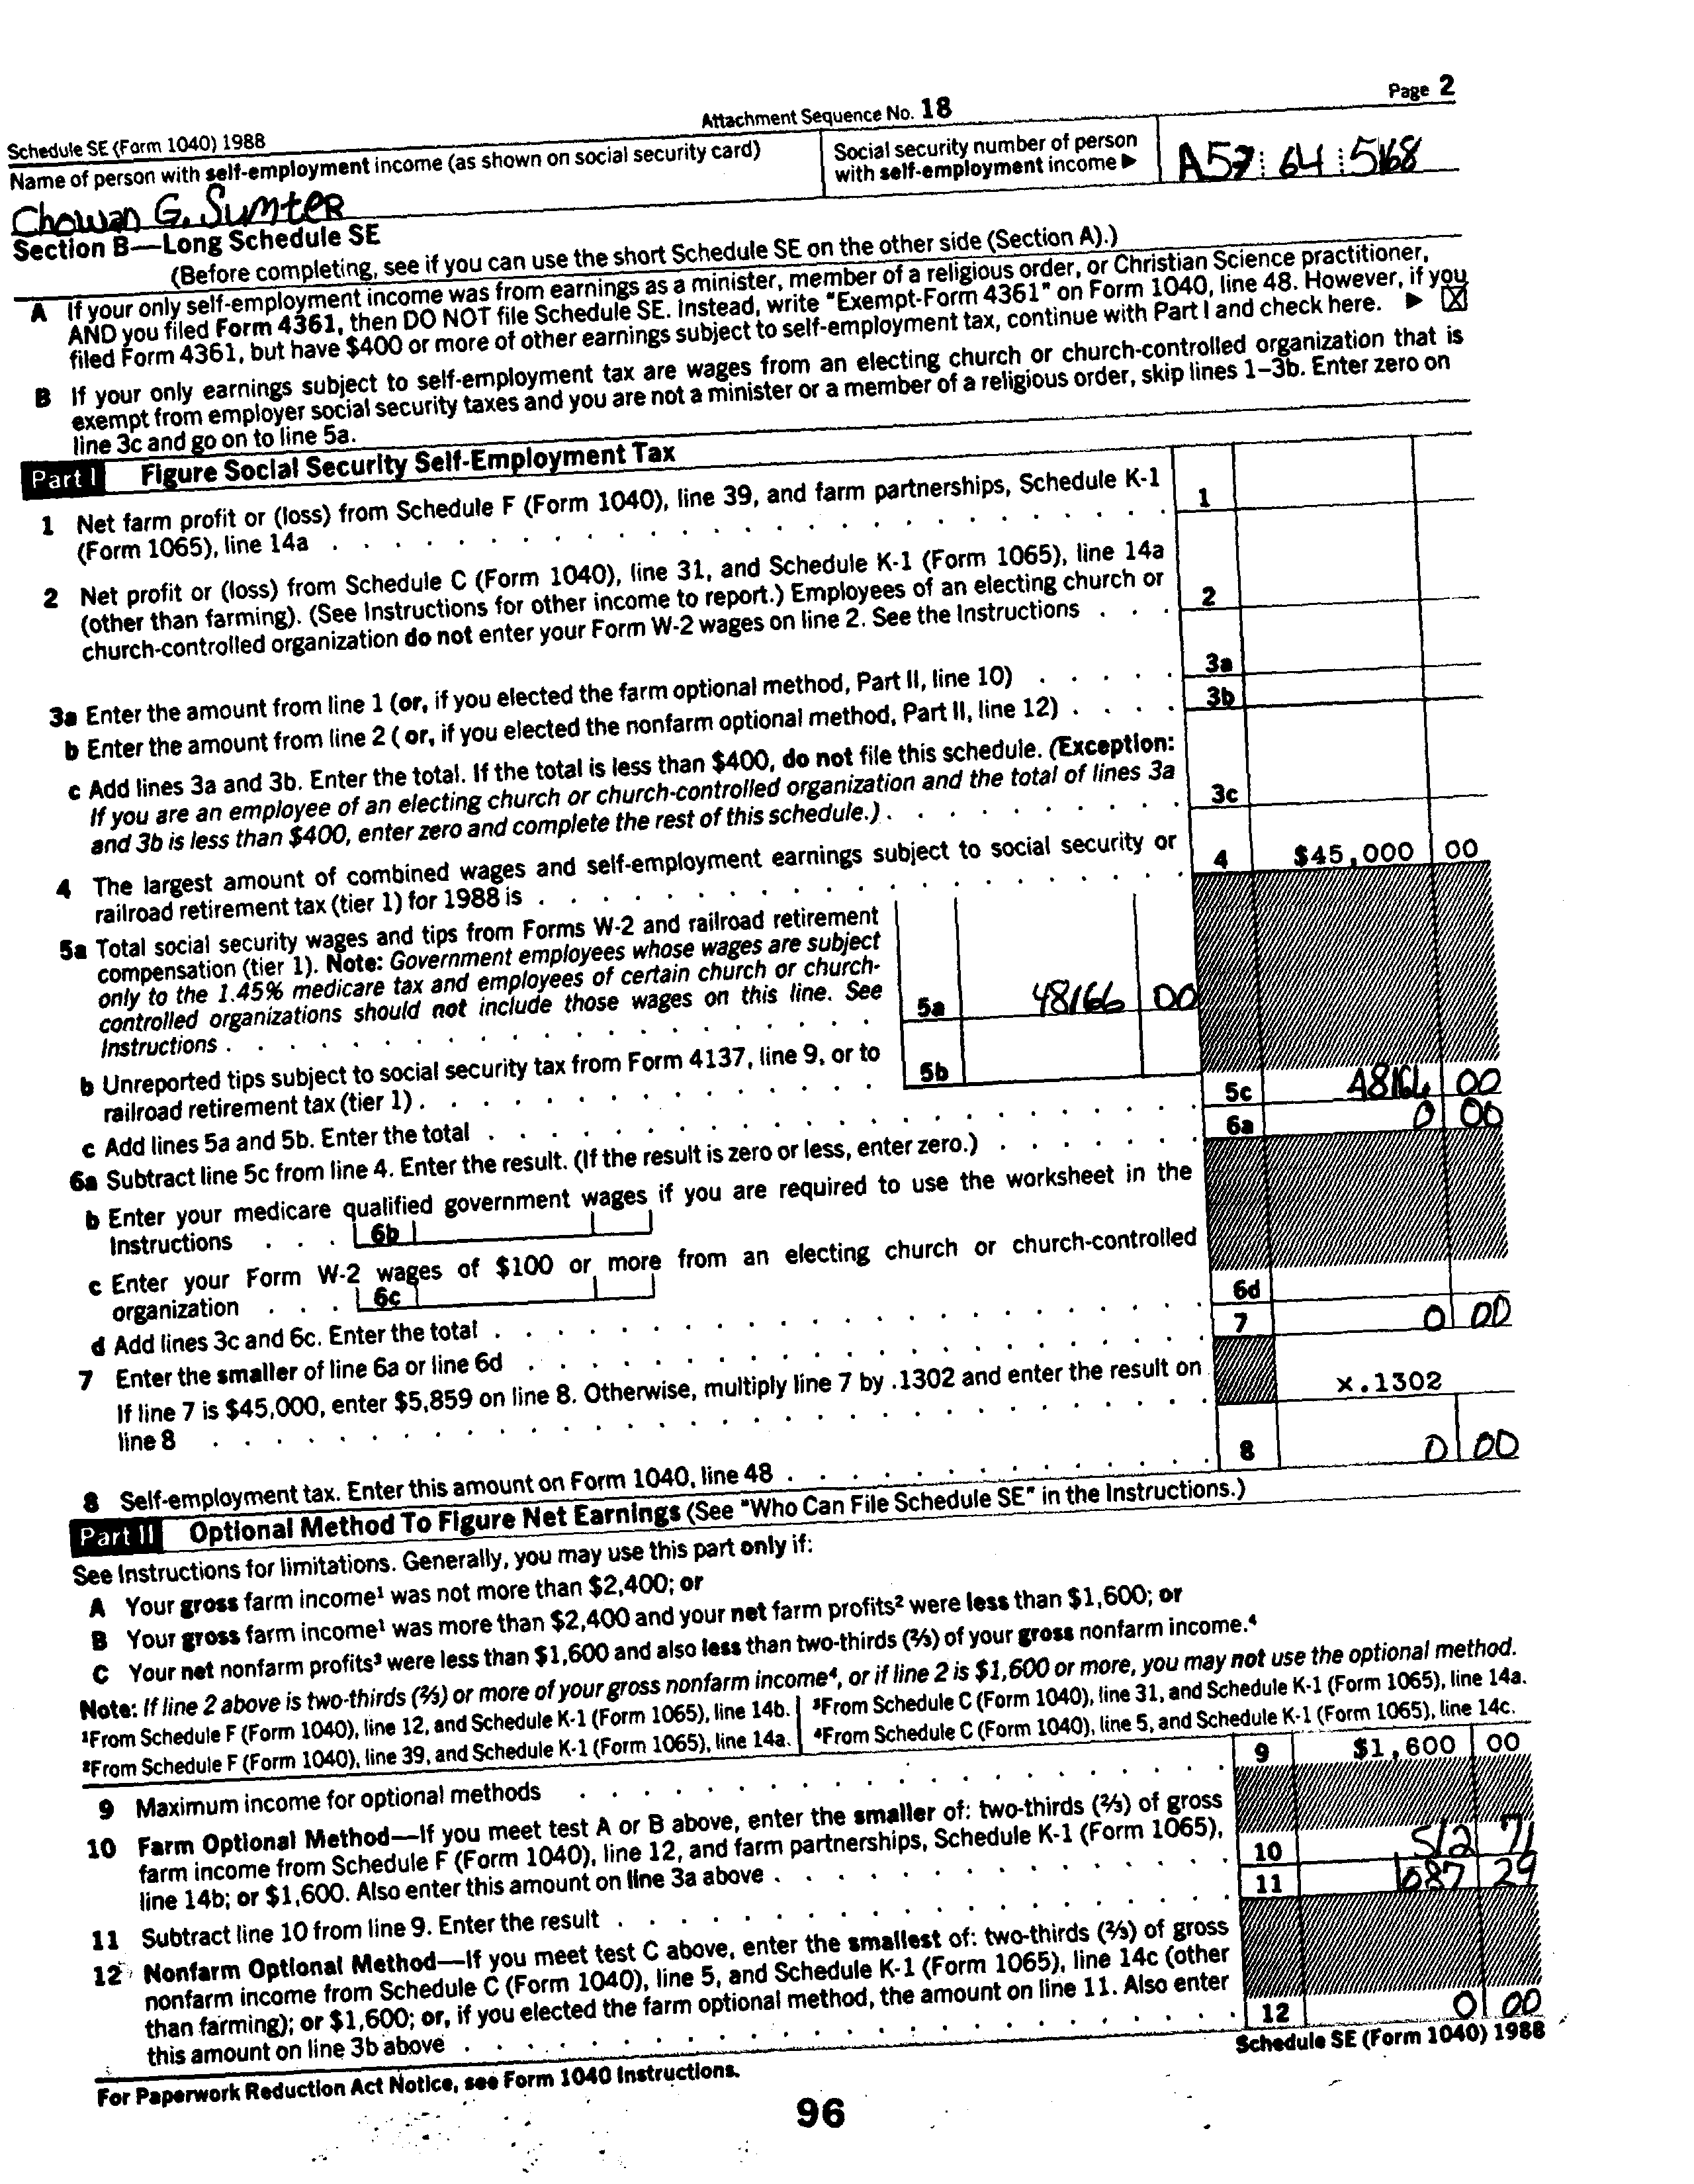 Page 2
Attachment Sequence No. 18
Schedule SE (Form 1040) 1988
Name of person with self-employment income (as shown on social security card)
Social security number of person
with self-employment income ▶
Chowan G. Sumter
Section B—Long Schedule SE
(Before completing, see if you can use the short Schedule SE on the other side (Section A).)
A If your only self-employment income was from earnings as a minister, member of a religious order, or Christian Science practitioner,
AND you filed Form 4361, then DO NOT file Schedule SE. Instead, write "Exempt-Form 4361" on Form 1040, line 48. However, if you
filed Form 4361, but have $400 or more of other earnings subject to self-employment tax, continue with Part I and check here. ▶ ☒
B If your only earnings subject to self-employment tax are wages from an electing church or church-controlled organization that is
exempt from employer social security taxes and you are not a minister or a member of a religious order, skip lines 1–3b. Enter zero on
line 3c and go on to line 5a.
Part I Figure Social Security Self-Employment Tax
1 Net farm profit or (loss) from Schedule F (Form 1040), line 39, and farm partnerships, Schedule K-1
(Form 1065), line 14a . . . 1
2 Net profit or (loss) from Schedule C (Form 1040), line 31, and Schedule K-1 (Form 1065), line 14a
(other than farming). (See Instructions for other income to report.) Employees of an electing church or
church-controlled organization do not enter your Form W-2 wages on line 2. See the Instructions . . . 2
3a Enter the amount from line 1 (or, if you elected the farm optional method, Part II, line 10) . . . . . 3a
b Enter the amount from line 2 ( or, if you elected the nonfarm optional method, Part II, line 12) . . . . 3b
c Add lines 3a and 3b. Enter the total. If the total is less than $400, do not file this schedule. (Exception:
If you are an employee of an electing church or church-controlled organization and the total of lines 3a
and 3b is less than $400, enter zero and complete the rest of this schedule.) . . . 3c
4 The largest amount of combined wages and self-employment earnings subject to social security or
railroad retirement tax (tier 1) for 1988 is . . . 4 $45,000 00
5a Total social security wages and tips from Forms W-2 and railroad retirement
compensation (tier 1). Note: Government employees whose wages are subject
only to the 1.45% medicare tax and employees of certain church or church-
controlled organizations should not include those wages on this line. See
Instructions . . . 5a 48166 00
b Unreported tips subject to social security tax from Form 4137, line 9, or to
railroad retirement tax (tier 1) . . . 5b
c Add lines 5a and 5b. Enter the total . . . 5c 48166 00
6a Subtract line 5c from line 4. Enter the result. (If the result is zero or less, enter zero.) . . . 6a 0 00
b Enter your medicare qualified government wages if you are required to use the worksheet in the
Instructions . . . 6b
c Enter your Form W-2 wages of $100 or more from an electing church or church-controlled
organization . . . 6c
d Add lines 3c and 6c. Enter the total . . . 6d
7 Enter the smaller of line 6a or line 6d . . . 7 0 00
If line 7 is $45,000, enter $5,859 on line 8. Otherwise, multiply line 7 by .1302 and enter the result on
line 8 . . . x.1302
8 Self-employment tax. Enter this amount on Form 1040, line 48 . . . 8 0 00
Part II Optional Method To Figure Net Earnings (See "Who Can File Schedule SE" in the Instructions.)
See Instructions for limitations. Generally, you may use this part only if:
A Your gross farm income¹ was not more than $2,400; or
B Your gross farm income¹ was more than $2,400 and your net farm profits² were less than $1,600; or
C Your net nonfarm profits³ were less than $1,600 and also less than two-thirds (⅔) of your gross nonfarm income.⁴
Note: If line 2 above is two-thirds (⅔) or more of your gross nonfarm income⁴, or if line 2 is $1,600 or more, you may not use the optional method.
¹From Schedule F (Form 1040), line 12, and Schedule K-1 (Form 1065), line 14b.
³From Schedule C (Form 1040), line 31, and Schedule K-1 (Form 1065), line 14a.
²From Schedule F (Form 1040), line 39, and Schedule K-1 (Form 1065), line 14a.
⁴From Schedule C (Form 1040), line 5, and Schedule K-1 (Form 1065), line 14c.
9 Maximum income for optional methods . . . 9 $1,600 00
10 Farm Optional Method—If you meet test A or B above, enter the smaller of: two-thirds (⅔) of gross
farm income from Schedule F (Form 1040), line 12, and farm partnerships, Schedule K-1 (Form 1065),
line 14b; or $1,600. Also enter this amount on line 3a above . . . 10 512 71
11 Subtract line 10 from line 9. Enter the result . . . 11 1087 29
12 Nonfarm Optional Method—If you meet test C above, enter the smallest of: two-thirds (⅔) of gross
nonfarm income from Schedule C (Form 1040), line 5, and Schedule K-1 (Form 1065), line 14c (other
than farming); or $1,600; or, if you elected the farm optional method, the amount on line 11. Also enter
this amount on line 3b above . . . 12 0 00
For Paperwork Reduction Act Notice, see Form 1040 Instructions.
Schedule SE (Form 1040) 1988
96